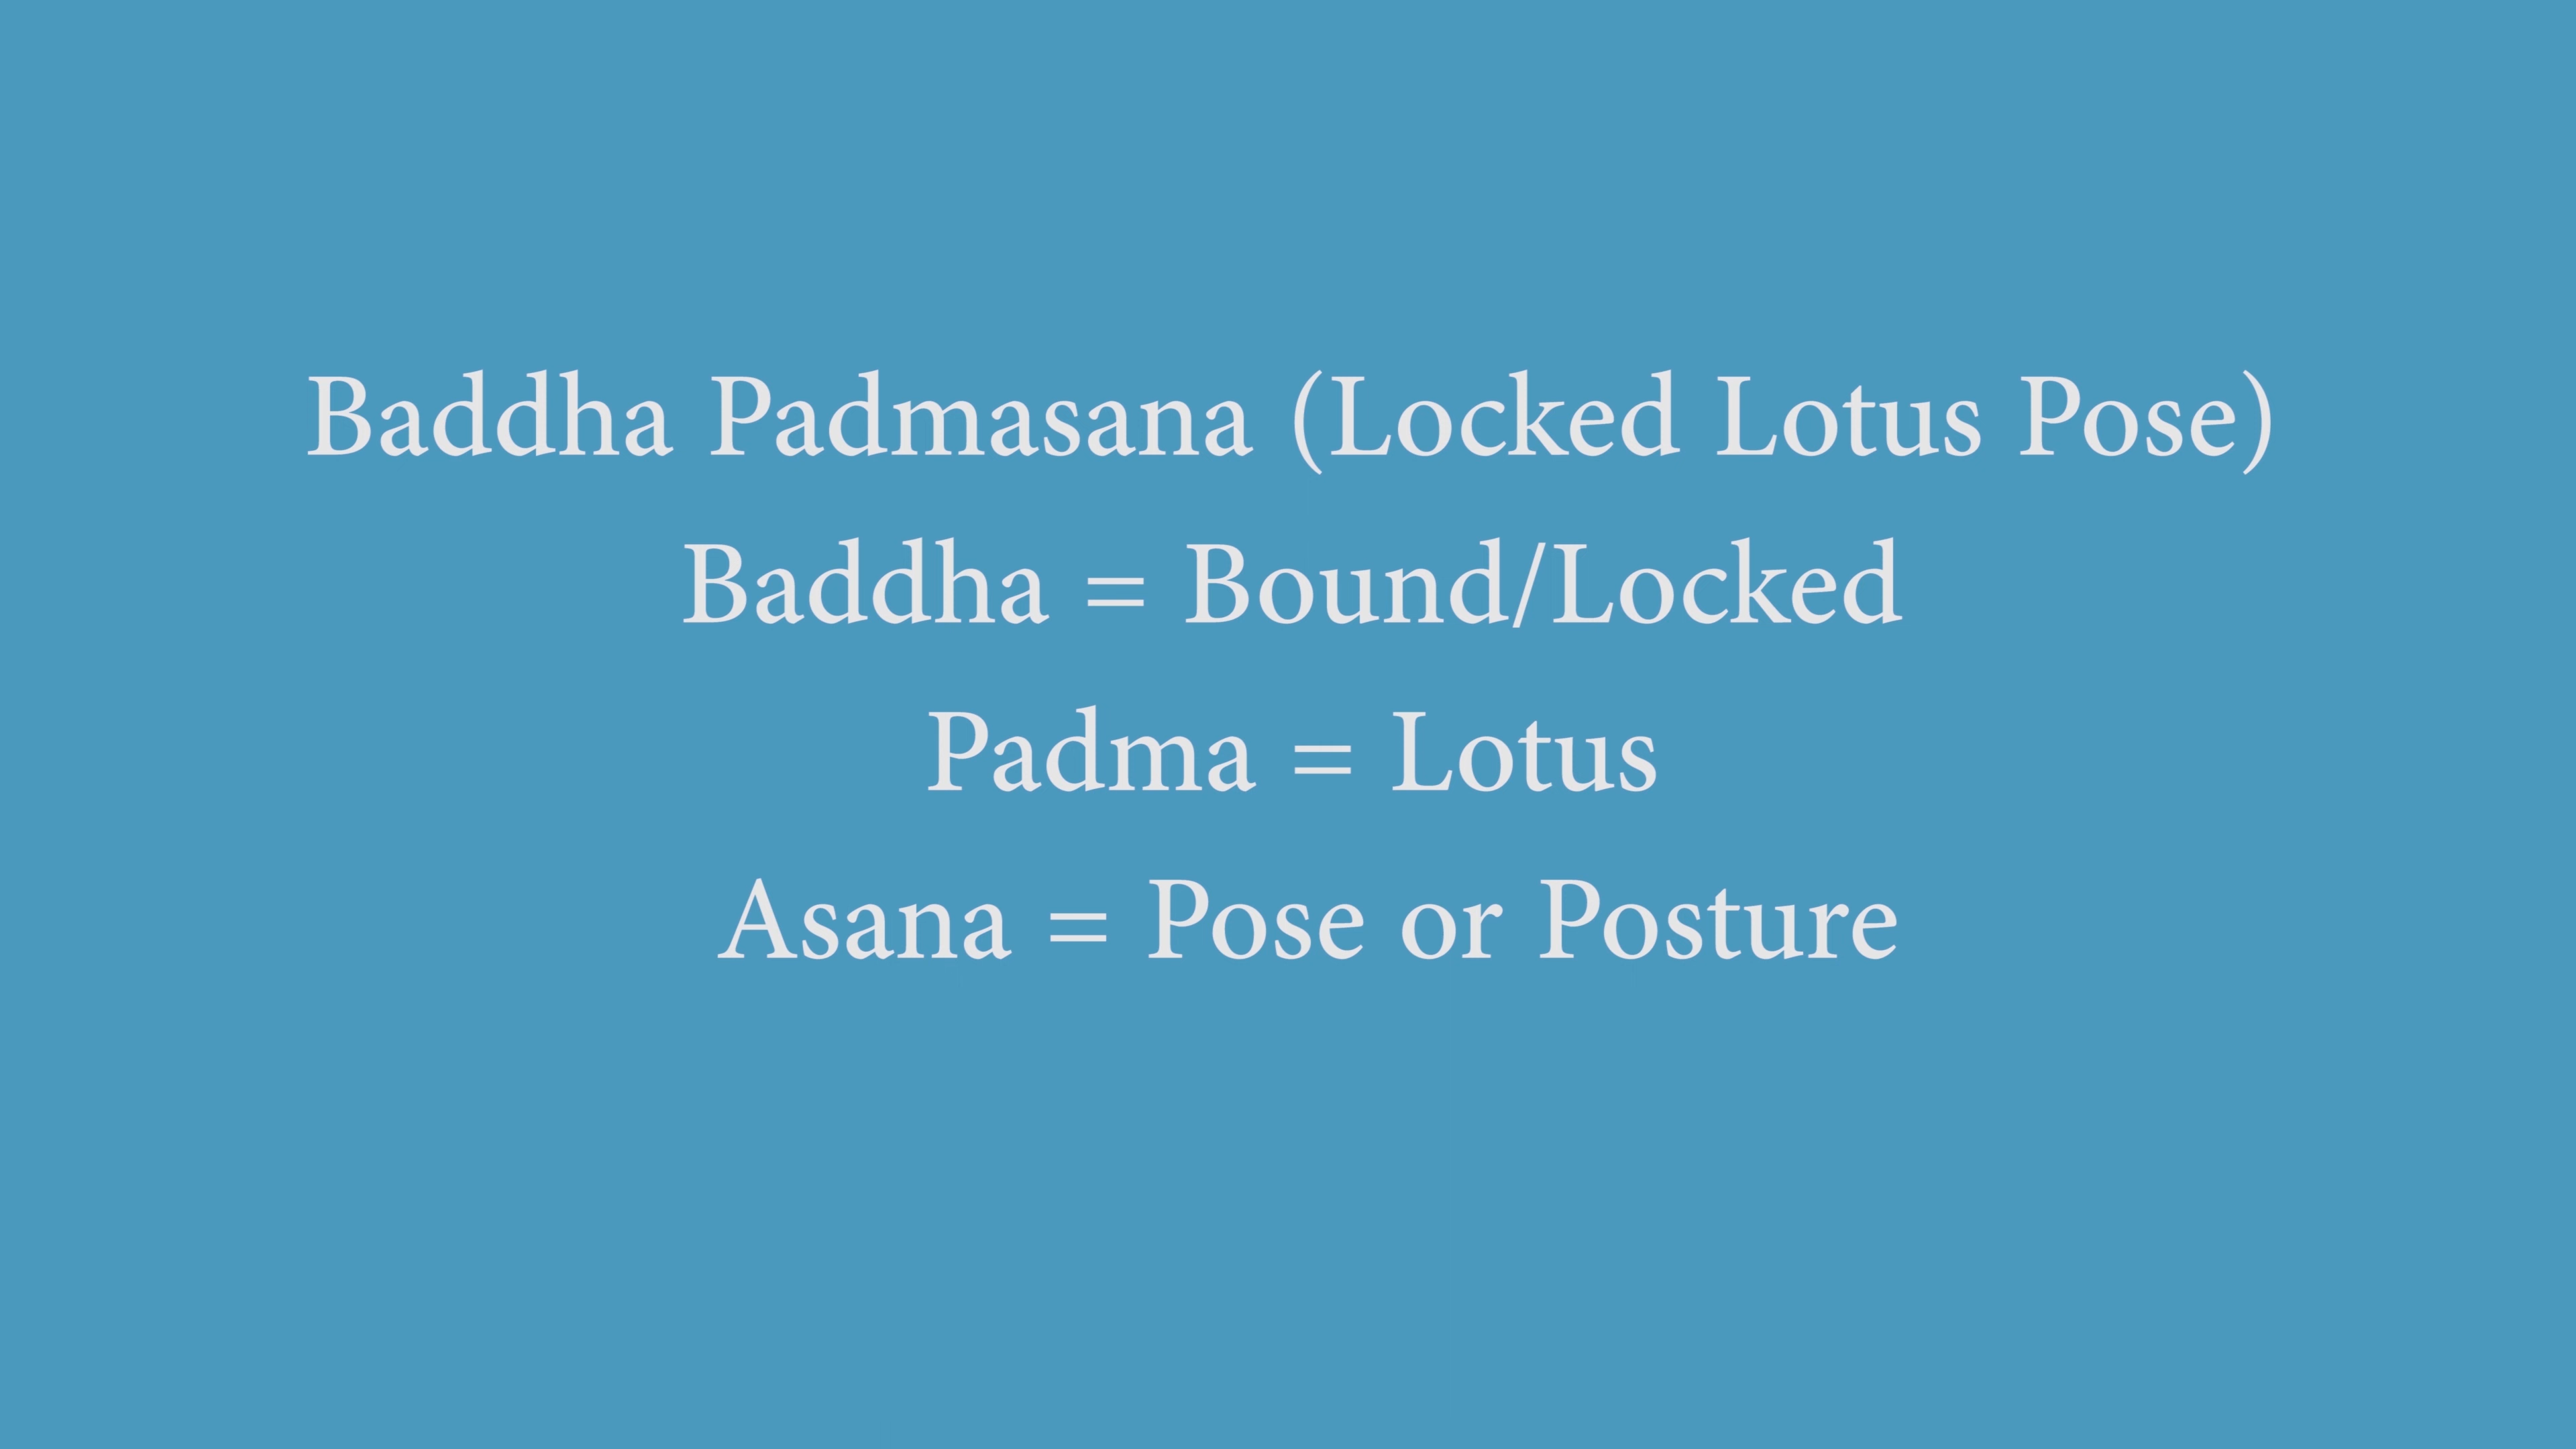 Baddha Padmasana (Locked Lotus Pose)
Baddha = Bound/Locked
Padma = Lotus
Asana = Pose or Posture